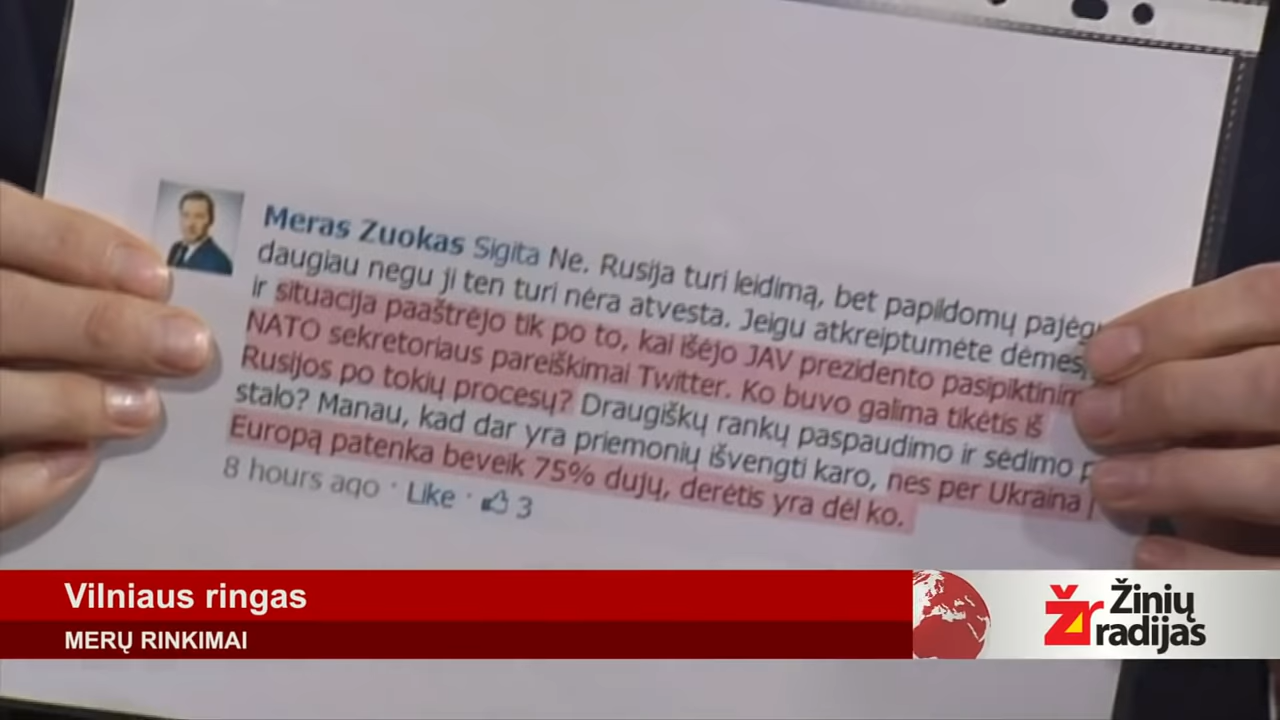 Meras Zuokas Sigita Ne. Rusija turi leidimą, bet papildomų
daugiau negu ji ten turi nėra atvesta. Jeigu atkreiptumėte
ir situacija paaštrėjo tik po to, kai išėjo JAV prezidento
NATO sekretoriaus pareiškimai Twitter. Ko buvo galima tikėtis iš
Rusijos po tokių procesų? Draugiškų rankų paspaudimo ir sėdimo
stalo? Manau, kad dar yra priemonių išvengti karo, nes per Ukraina
Europą patenka beveik 75% dujų, derėtis yra dėl ko.
8 hours ago · Like · 3
Vilniaus ringas
MERŲ RINKIMAI
Žr Žinių
radijas